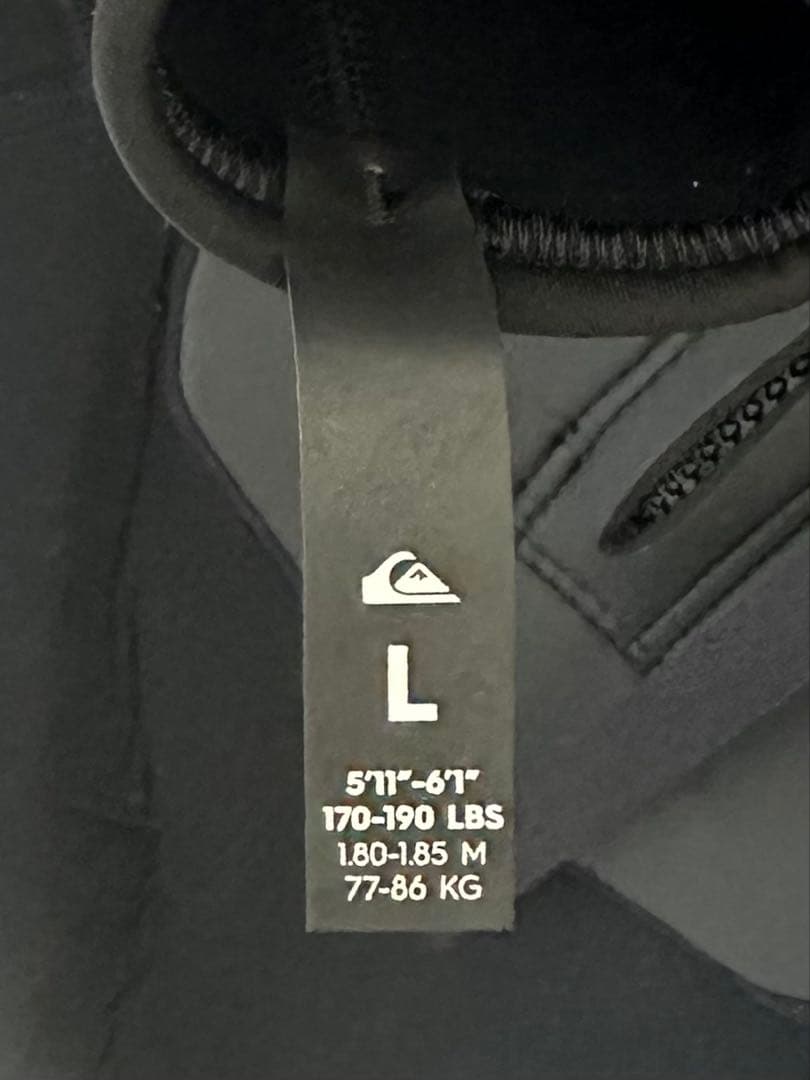 L
5'11"-6'1"
170-190 LBS
1.80-1.85 M
77-86 KG